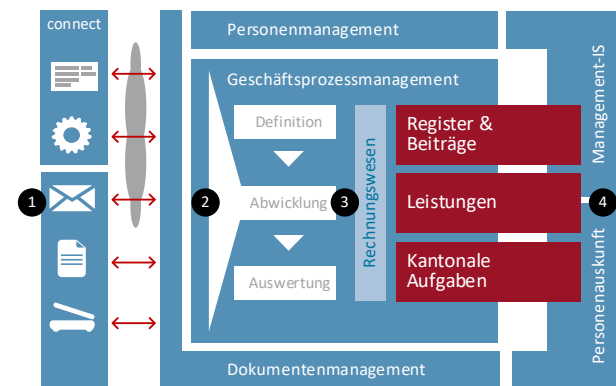 connect
Personenmanagement
Geschäftsprozessmanagement
Definition
Abwicklung
Auswertung
Rechnungswesen
Register &
Beiträge
Leistungen
Kantonale
Aufgaben
Management-IS
Personenauskunft
Dokumentenmanagement
1
2
3
4